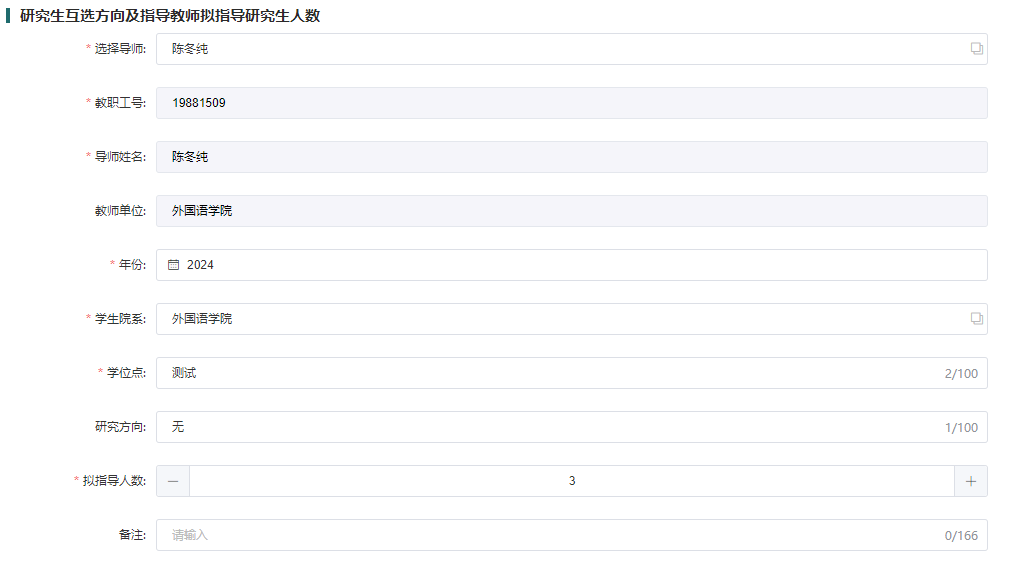 研究生互选方向及指导教师拟指导研究生人数
* 选择导师: 陈冬纯
* 教职工号: 19881509
* 导师姓名: 陈冬纯
教师单位: 外国语学院
* 年份: 2024
* 学生院系: 外国语学院
* 学位点: 测试 2/100
研究方向: 无 1/100
* 拟指导人数: 3
备注: 请输入 0/166